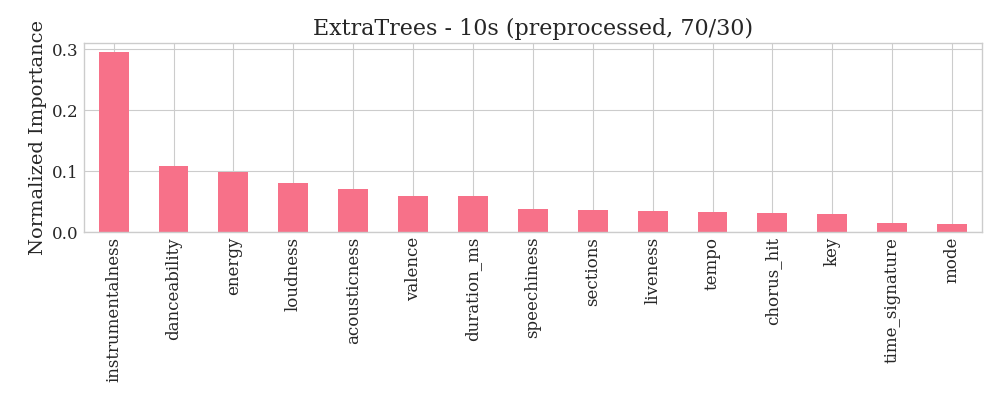 ExtraTrees - 10s (preprocessed, 70/30)
Normalized Importance
0.3
0.2
0.1
0.0
instrumentalness
danceability
energy
loudness
acousticness
valence
duration_ms
speechiness
sections
liveness
tempo
chorus_hit
key
time_signature
mode